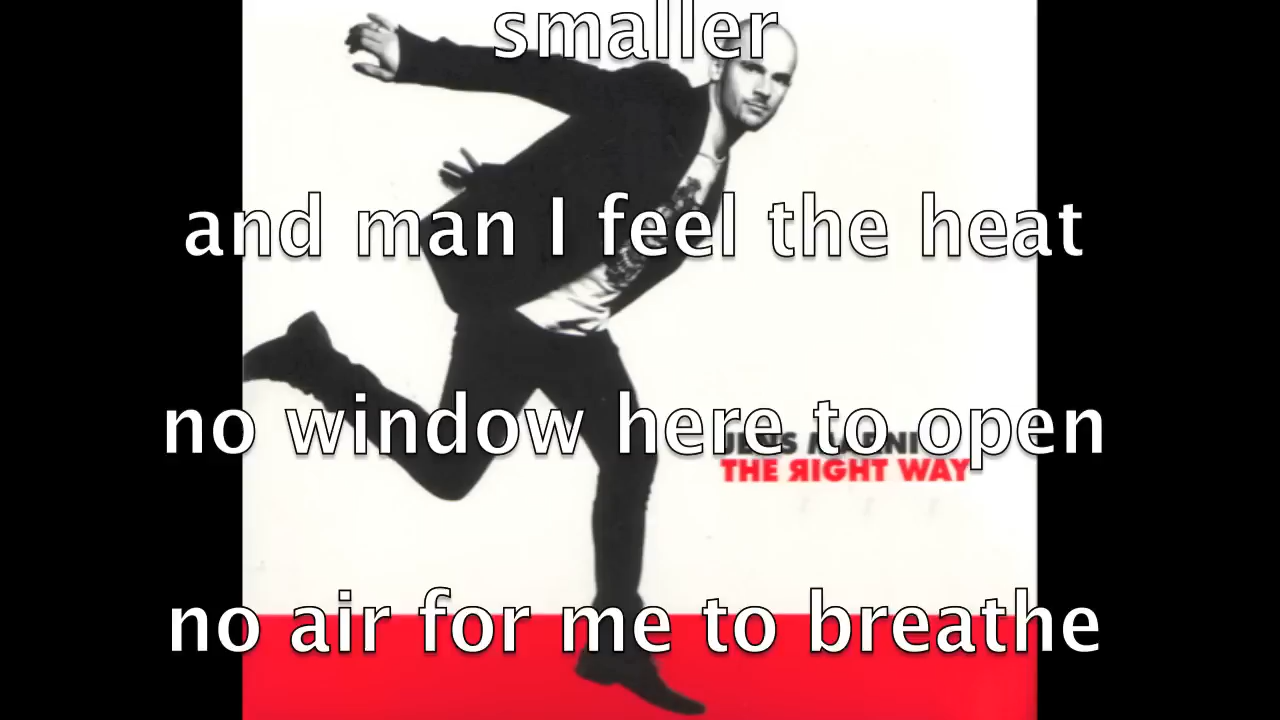 smaller
and man I feel the heat
no window here to open
THE ЯIGHT WAY
no air for me to breathe